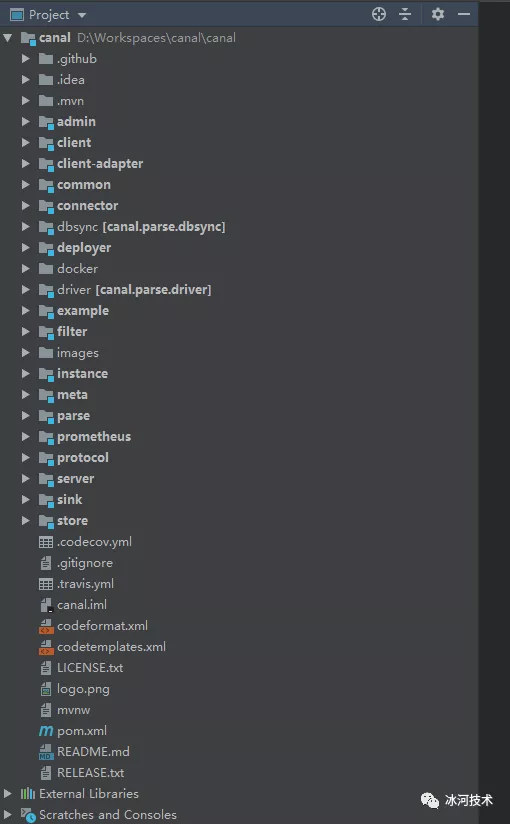 Project
canal D:\Workspaces\canal\canal
.github
.idea
.mvn
admin
client
client-adapter
common
connector
dbsync [canal.parse.dbsync]
deployer
docker
driver [canal.parse.driver]
example
filter
images
instance
meta
parse
prometheus
protocol
server
sink
store
.codecov.yml
.gitignore
.travis.yml
canal.iml
codeformat.xml
codetemplates.xml
LICENSE.txt
logo.png
mvnw
pom.xml
README.md
RELEASE.txt
External Libraries
Scratches and Consoles
冰河技术